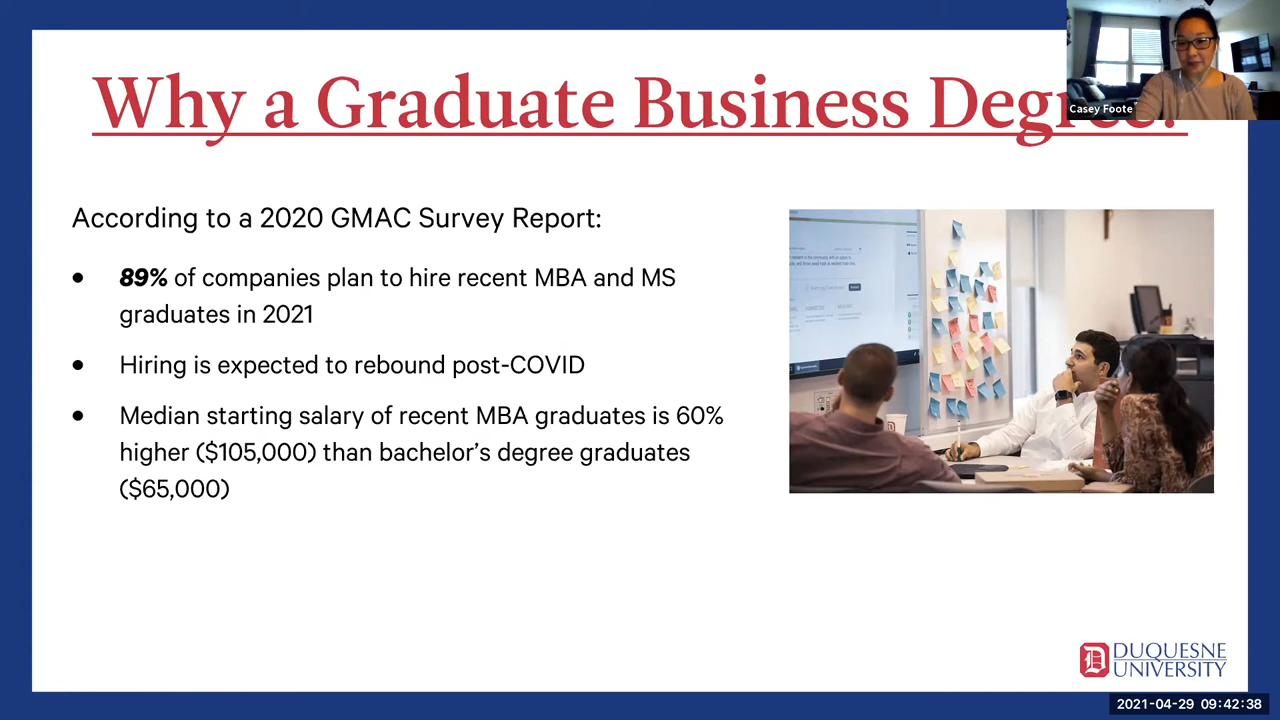 Why a Graduate Business
Casey Foote
According to a 2020 GMAC Survey Report:
• 89% of companies plan to hire recent MBA and MS
graduates in 2021
• Hiring is expected to rebound post-COVID
• Median starting salary of recent MBA graduates is 60%
higher ($105,000) than bachelor's degree graduates
($65,000)
D DUQUESNE
UNIVERSITY
2021-04-29 09:42:38